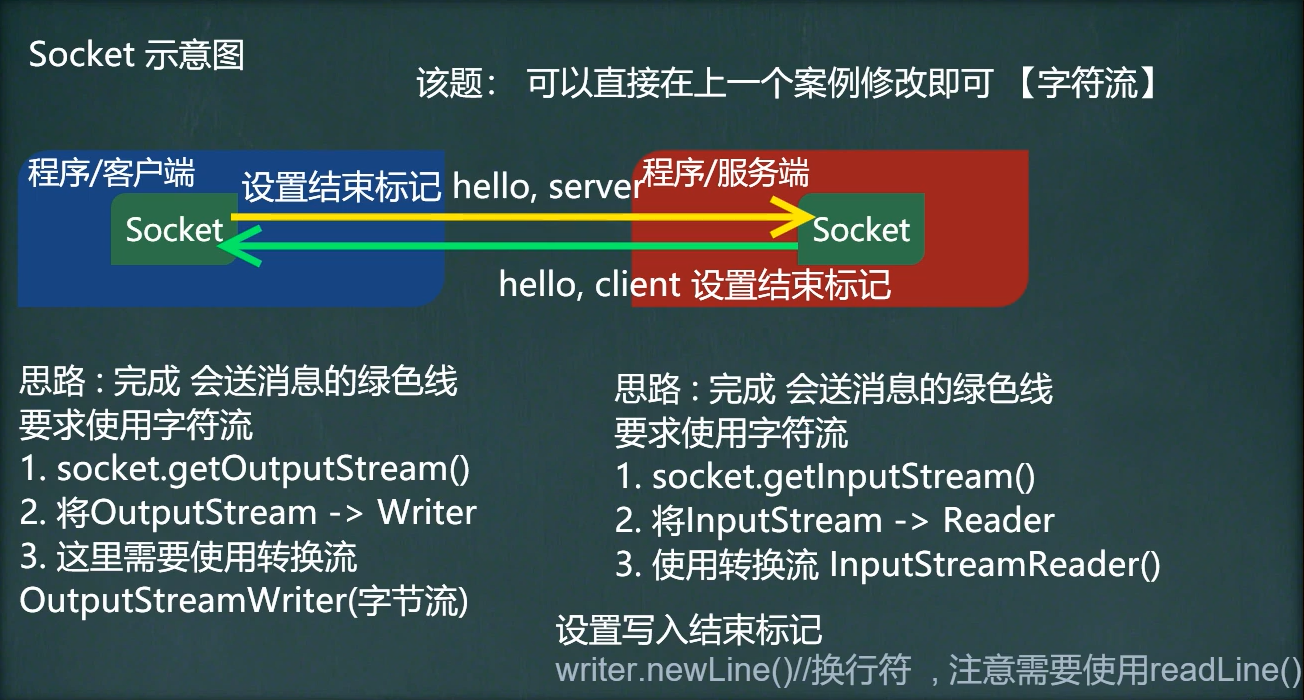 Socket 示意图
该题： 可以直接在上一个案例修改即可 【字符流】
程序/客户端
设置结束标记 hello, server
程序/服务端
Socket
Socket
hello, client 设置结束标记
思路 : 完成 会送消息的绿色线
要求使用字符流
1. socket.getOutputStream()
2. 将OutputStream -> Writer
3. 这里需要使用转换流
OutputStreamWriter(字节流)
思路 : 完成 会送消息的绿色线
要求使用字符流
1. socket.getInputStream()
2. 将InputStream -> Reader
3. 使用转换流 InputStreamReader()
设置写入结束标记
writer.newLine()//换行符 , 注意需要使用readLine()